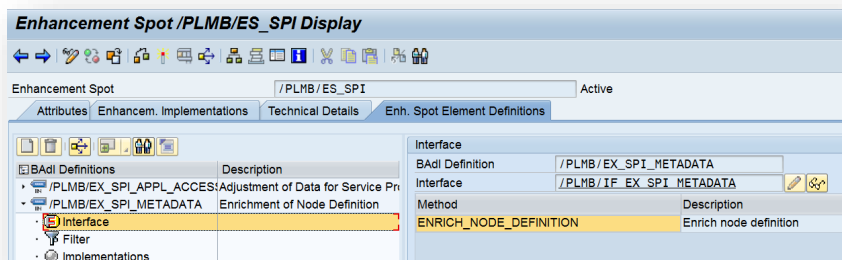 Enhancement Spot /PLMB/ES_SPI Display
Enhancement Spot /PLMB/ES_SPI Active
Attributes Enhancem. Implementations Technical Details Enh. Spot Element Definitions
BAdI Definitions Description
/PLMB/EX_SPI_APPL_ACCESS Adjustment of Data for Service Pro
/PLMB/EX_SPI_METADATA Enrichment of Node Definition
Interface
Filter
Implementations
Interface
BAdI Definition /PLMB/EX_SPI_METADATA
Interface /PLMB/IF_EX_SPI_METADATA
Method Description
ENRICH_NODE_DEFINITION Enrich node definition